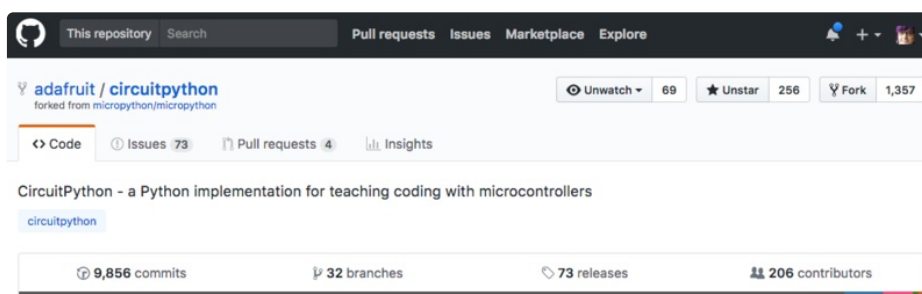 This repository Search Pull requests Issues Marketplace Explore
adafruit / circuitpython Unwatch 69 Unstar 256 Fork 1,357
forked from micropython/micropython
<> Code Issues 73 Pull requests 4 Insights
CircuitPython - a Python implementation for teaching coding with microcontrollers
circuitpython
9,856 commits 32 branches 73 releases 206 contributors